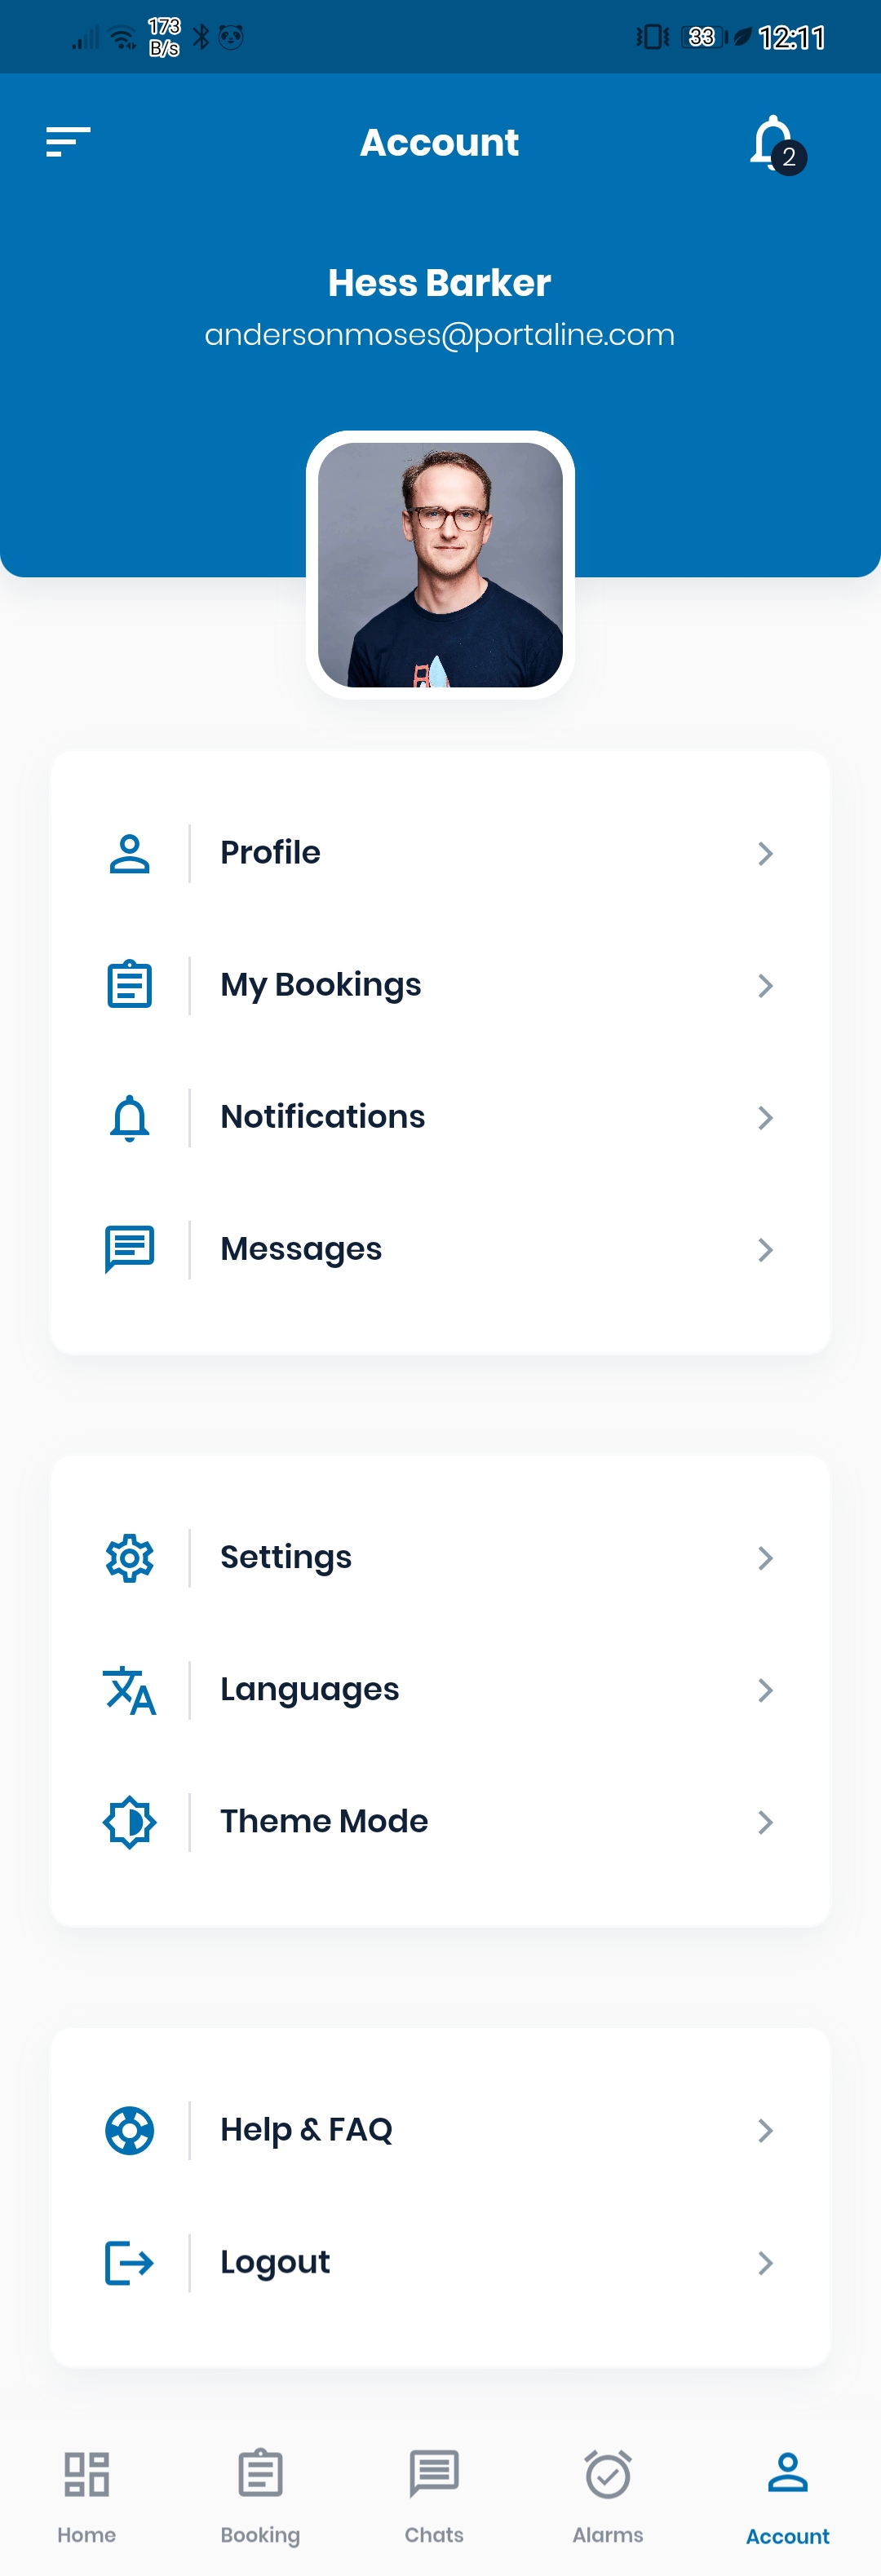 173
B/s
33
12:11
Account
2
Hess Barker
andersonmoses@portaline.com
Profile
My Bookings
Notifications
Messages
Settings
Languages
Theme Mode
Help & FAQ
Logout
Home
Booking
Chats
Alarms
Account